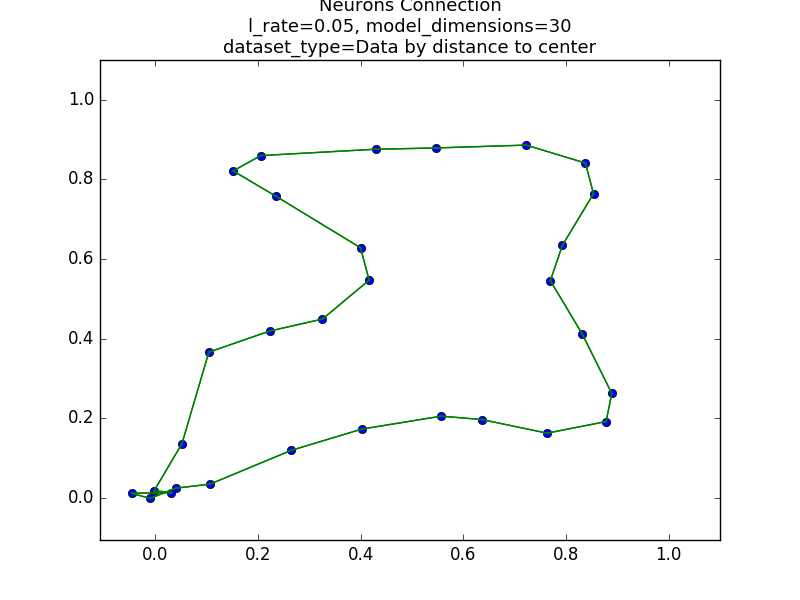 Neurons Connection
l_rate=0.05, model_dimensions=30
dataset_type=Data by distance to center
1.0
0.8
0.6
0.4
0.2
0.0
0.0 0.2 0.4 0.6 0.8 1.0